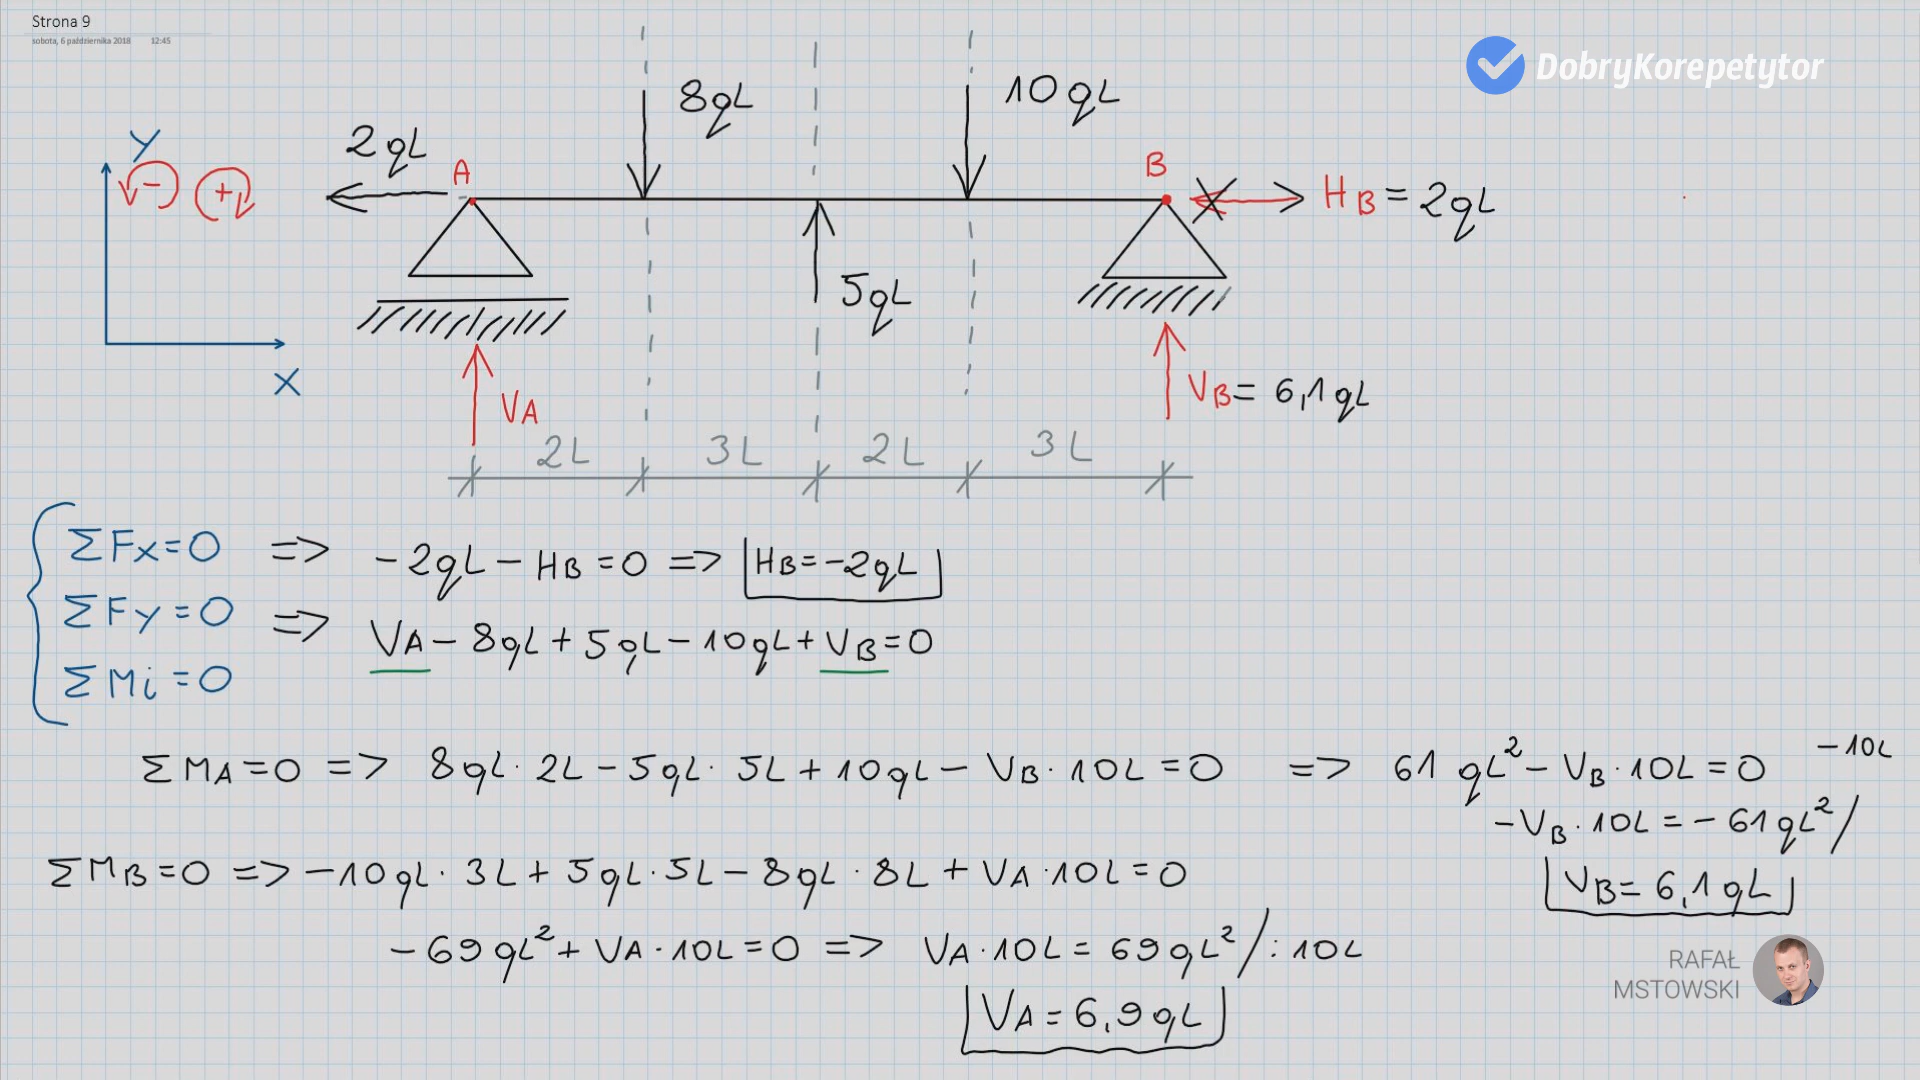 Strona 9
sobota, 6 października 2018 12:45
DobryKorepetytor
8qL
10qL
2qL
A
B
Y
-
+
HB = 2qL
5qL
X
VA
VB = 6,1qL
2L 3L 2L 3L
ΣFx=0 => -2qL - HB = 0 => HB = -2qL
ΣFy=0 => VA - 8qL + 5qL - 10qL + VB = 0
ΣMi=0
ΣMA=0 => 8qL · 2L - 5qL · 5L + 10qL - VB · 10L = 0 => 61 qL² - VB · 10L = 0 -10L
-VB · 10L = - 61qL² /
VB = 6,1qL
ΣMB=0 => -10qL · 3L + 5qL · 5L - 8qL · 8L + VA · 10L = 0
-69qL² + VA · 10L = 0 => VA · 10L = 69qL² / : 10L
VA = 6,9qL
RAFAŁ
MSTOWSKI